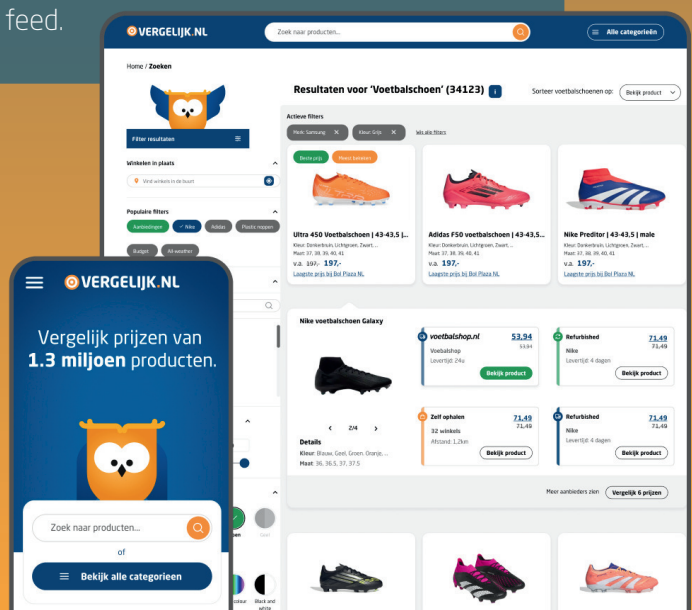 feed.
VERGELIJK.NL
Zoek naar producten...
Alle categorieën
Home / Zoeken
Resultaten voor 'Voetbalschoen' (34123) i
Sorteer voetbalschoenen op:
Bekijk product
Actieve filters
Merk: Samsung X
Kleur: Grijs X
Wis alle filters
Filter resultaten
Winkelen in plaats
Vind winkels in de buurt
Populaire filters
Aanbiedingen
Nike
Adidas
Plastic noppen
Budget
All weather
Beste prijs
Meest bekeken
Ultra 450 Voetbalschoen | 43-43,5 |...
Kleur: Donkerbruin, Lichtgroen, Zwart, ...
Maat: 37, 38, 39, 40, 41
v.a. 197,- 197,-
Laagste prijs bij Bol Plaza NL
Adidas F50 voetbalschoen | 43-43,5...
Kleur: Donkerbruin, Lichtgroen, Zwart, ...
Maat: 37, 38, 39, 40, 41
v.a. 197,-
Laagste prijs bij Bol Plaza NL
Nike Preditor | 43-43,5 | male
Kleur: Donkerbruin, Lichtgroen, Zwart, ...
Maat: 37, 38, 39, 40, 41
v.a. 197,-
Laagste prijs bij Bol Plaza NL
Nike voetbalschoen Galaxy
2/4
Details
Kleur: Blauw, Geel, Groen, Oranje, ...
Maat: 36, 36.5, 37, 37.5
voetbalshop.nl
53,94
53,94
Voebalshop
Levertijd: 24u
Bekijk product
Refurbished
71,49
71,49
Nike
Levertijd: 4 dagen
Bekijk product
Zelf ophalen
71,49
71,49
32 winkels
Afstand: 1,2km
Bekijk product
Refurbished
71,49
71,49
Nike
Levertijd: 4 dagen
Bekijk product
Meer aanbieders zien
Vergelijk 6 prijzen
Black and
white
VERGELIJK.NL
Vergelijk prijzen van
1.3 miljoen producten.
Zoek naar producten...
of
Bekijk alle categorieen